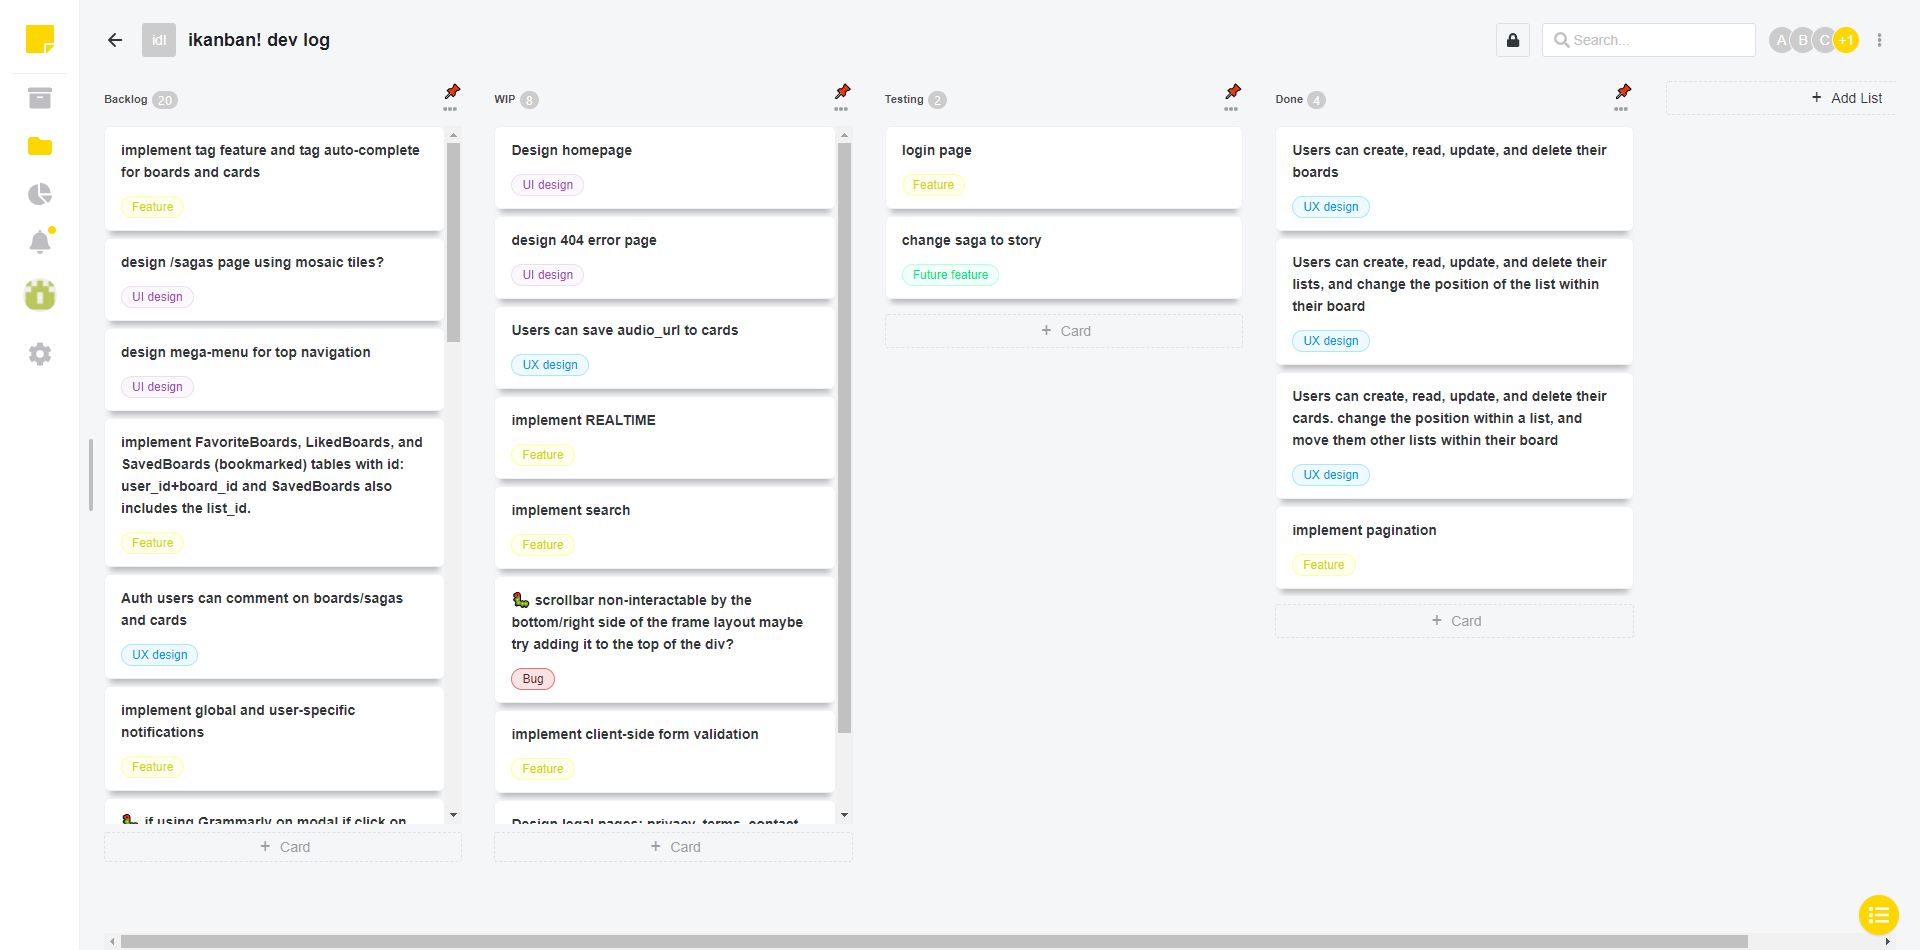 idl
ikanban! dev log
Search...
A
B
C
+1
Backlog 20
implement tag feature and tag auto-complete
for boards and cards
Feature
design /sagas page using mosaic tiles?
UI design
design mega-menu for top navigation
UI design
implement FavoriteBoards, LikedBoards, and
SavedBoards (bookmarked) tables with id:
user_id+board_id and SavedBoards also
includes the list_id.
Feature
Auth users can comment on boards/sagas
and cards
UX design
implement global and user-specific
notifications
Feature
if using Grammarly on modal if click on
+ Card
WIP 8
Design homepage
UI design
design 404 error page
UI design
Users can save audio_url to cards
UX design
implement REALTIME
Feature
implement search
Feature
scrollbar non-interactable by the
bottom/right side of the frame layout maybe
try adding it to the top of the div?
Bug
implement client-side form validation
Feature
Design legal pages: privacy, terms, contact
+ Card
Testing 2
login page
Feature
change saga to story
Future feature
+ Card
Done 4
Users can create, read, update, and delete their
boards
UX design
Users can create, read, update, and delete their
lists, and change the position of the list within
their board
UX design
Users can create, read, update, and delete their
cards. change the position within a list, and
move them other lists within their board
UX design
implement pagination
Feature
+ Card
+ Add List